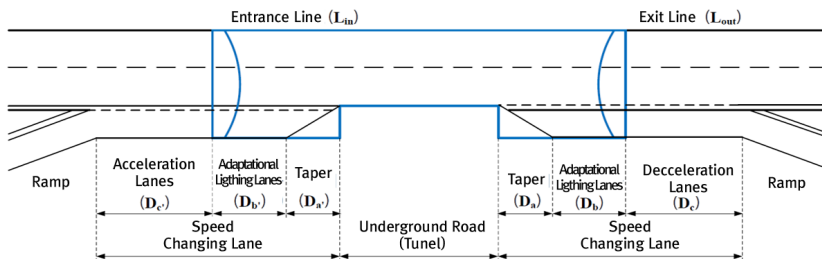 Entrance Line (Lin)
Exit Line (Lout)
Ramp
Acceleration
Lanes
(Dc')
Adaptational
Ligthing Lanes
(Db')
Taper
(Da')
Underground Road
(Tunel)
Taper
(Da)
Adaptational
Ligthing Lanes
(Db)
Decceleration
Lanes
(Dc)
Ramp
Speed
Changing Lane
Speed
Changing Lane